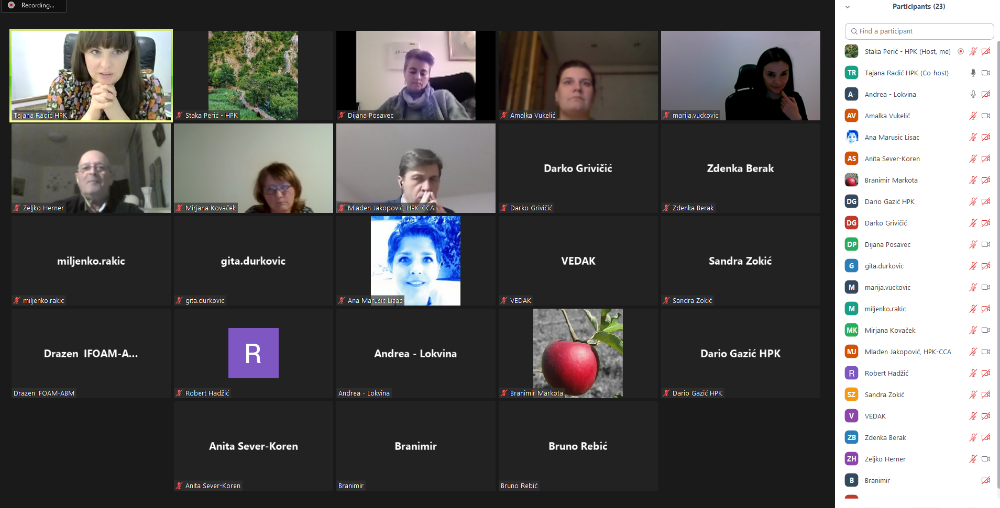 Recording...
Tajana Radić HPK
Staka Perić - HPK
Dijana Posavec
Amalka Vukelić
marija.vuckovic
Zeljko Herner
Mirjana Kovaček
Mladen Jakopović, HPK-CCA
Darko Grivičić
Darko Grivičić
Zdenka Berak
Zdenka Berak
miljenko.rakic
miljenko.rakic
gita.durkovic
gita.durkovic
Ana Marusic Lisac
VEDAK
VEDAK
Sandra Zokić
Sandra Zokić
Drazen IFOAM-A...
Drazen IFOAM-ABM
R
Robert Hadžić
Andrea - Lokvina
Andrea - Lokvina
Branimir Markota
Dario Gazić HPK
Dario Gazić HPK
Anita Sever-Koren
Anita Sever-Koren
Branimir
Branimir
Bruno Rebić
Bruno Rebić
Participants (23)
Find a participant
Staka Perić - HPK (Host, me)
TR Tajana Radić HPK (Co-host)
A- Andrea - Lokvina
AV Amalka Vukelić
Ana Marusic Lisac
AS Anita Sever-Koren
Branimir Markota
DG Dario Gazić HPK
DG Darko Grivičić
DP Dijana Posavec
G gita.durkovic
M marija.vuckovic
M miljenko.rakic
MK Mirjana Kovaček
MJ Mladen Jakopović, HPK-CCA
R Robert Hadžić
SZ Sandra Zokić
V VEDAK
ZB Zdenka Berak
ZH Zeljko Herner
B Branimir